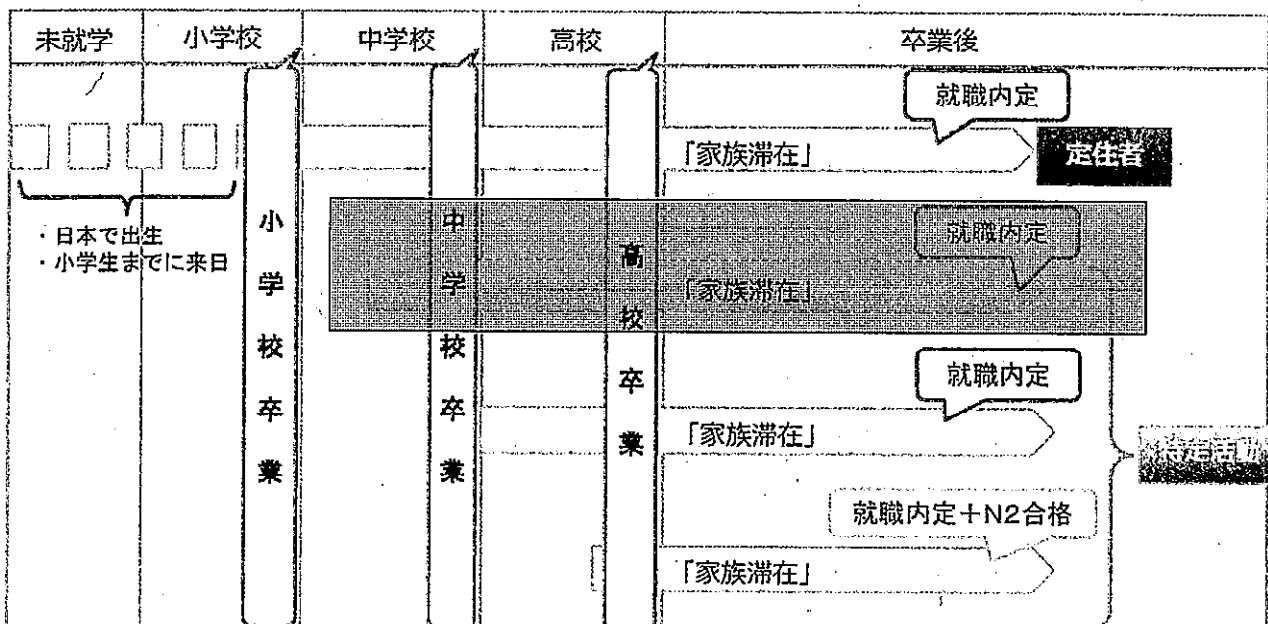 未就学 小学校 中学校 高校 卒業後
就職内定
「家族滞在」
定住者
・日本で出生
・小学生までに来日
小学校卒業
中学校卒業
高校卒業
就職内定
「家族滞在」
就職内定
「家族滞在」
特定活動
就職内定＋N2合格
「家族滞在」